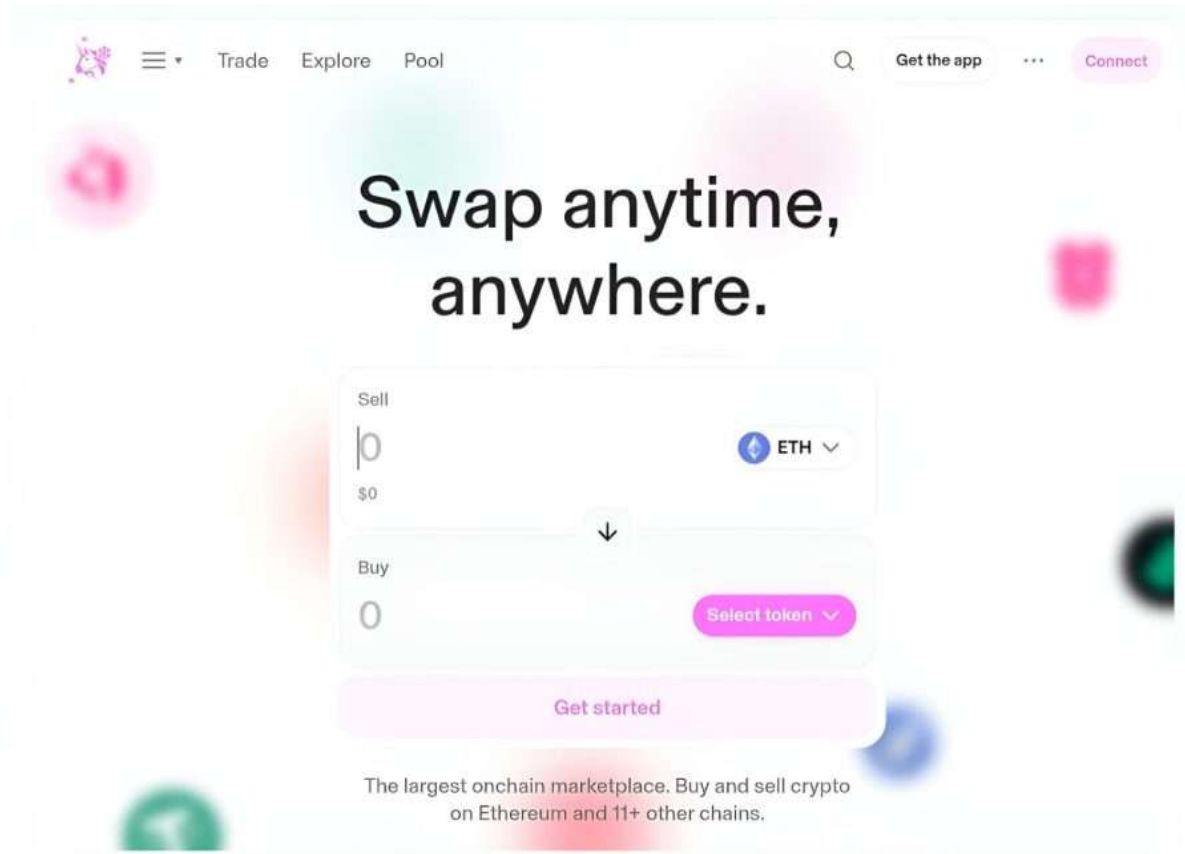 Trade Explore Pool Get the app ... Connect
Swap anytime,
anywhere.
Sell
0 ETH
$0
Buy
0 Select token
Get started
The largest onchain marketplace. Buy and sell crypto
on Ethereum and 11+ other chains.